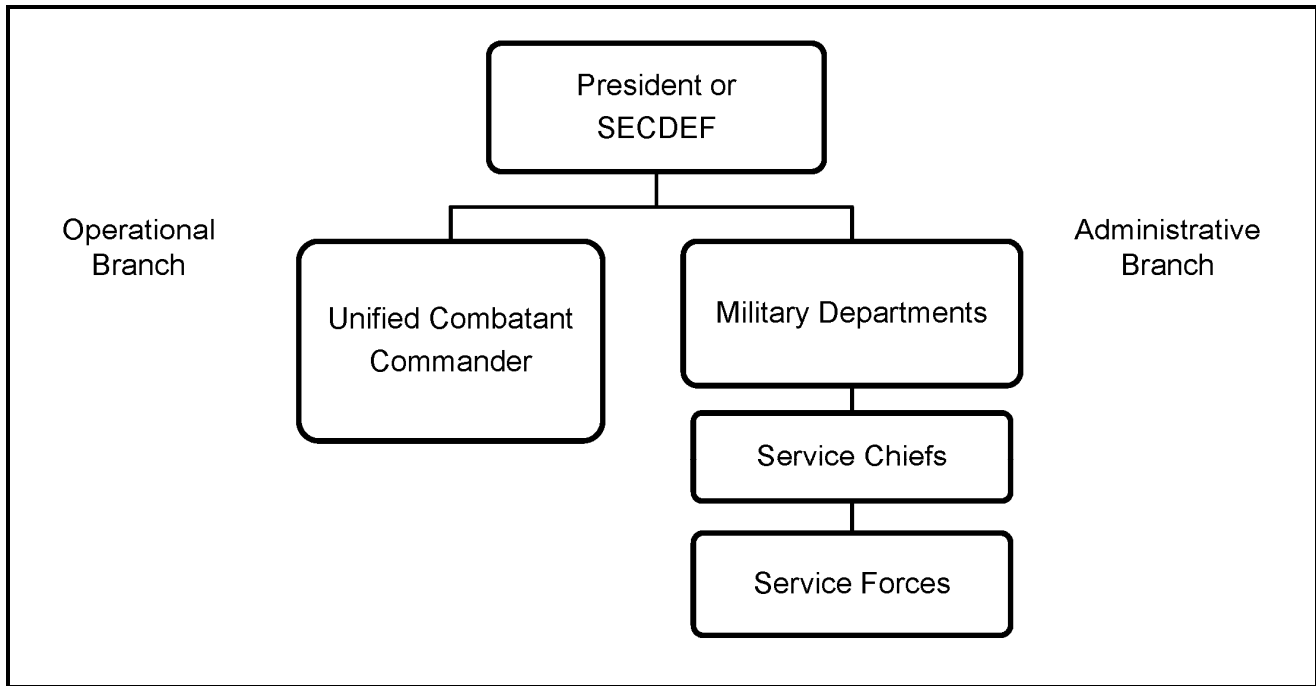 President or
SECDEF
Operational
Branch
Administrative
Branch
Unified Combatant
Commander
Military Departments
Service Chiefs
Service Forces